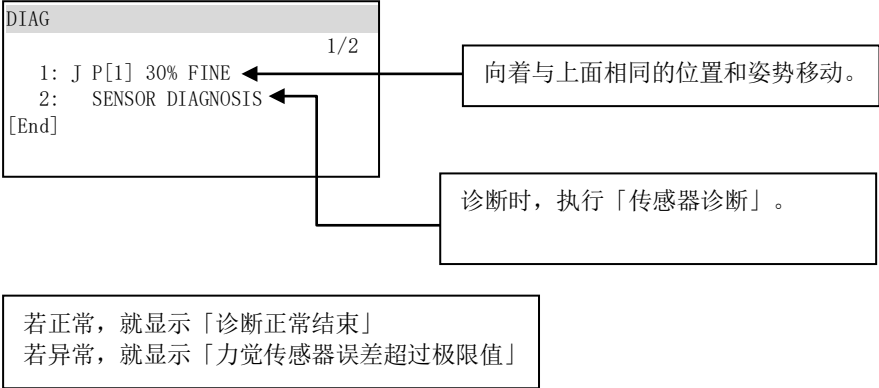 DIAG
1/2
1: J P[1] 30% FINE
向着与上面相同的位置和姿势移动。
2: SENSOR DIAGNOSIS
[End]
诊断时，执行「传感器诊断」。
若正常，就显示「诊断正常结束」
若异常，就显示「力觉传感器误差超过极限值」